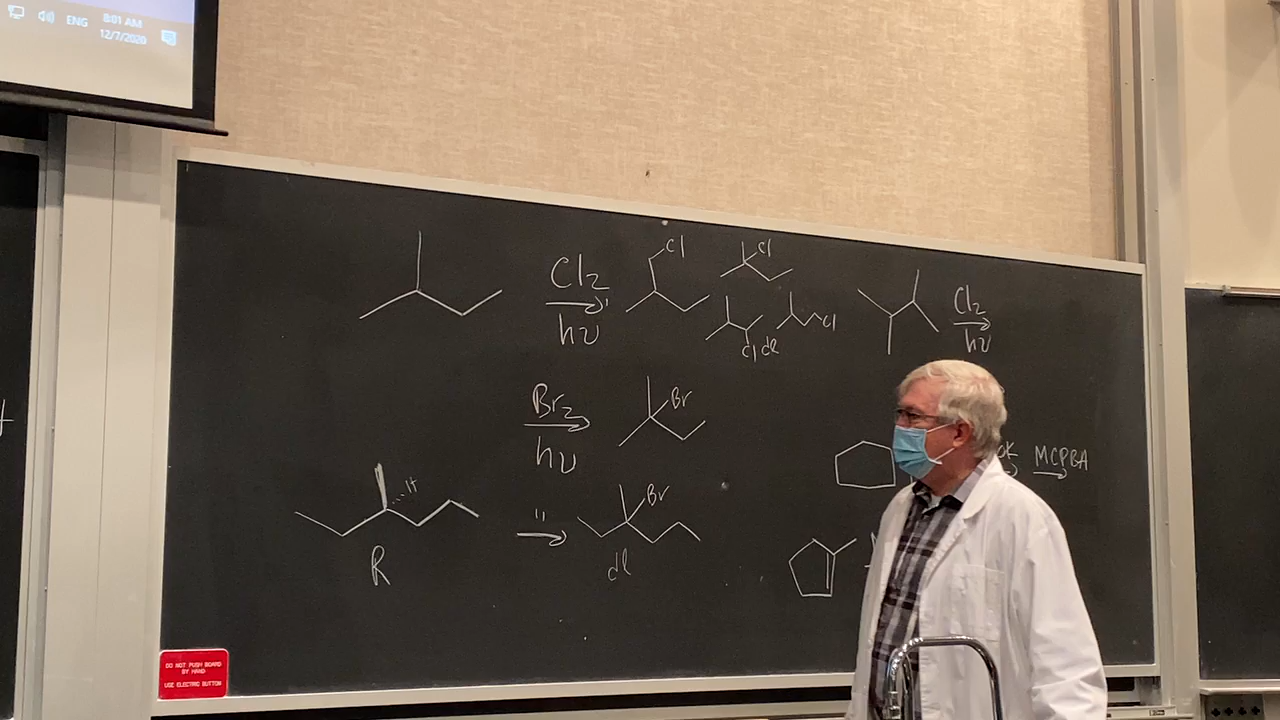 ENG
8:01 AM
12/7/2020
Cl2
hν
Cl
Cl
Cl dl
Cl
Cl2
hν
Br2
hν
Br
MCPBA
H
R
"
Br
dl
DO NOT PUSH BOARD
BY HAND
USE ELECTRIC BUTTON